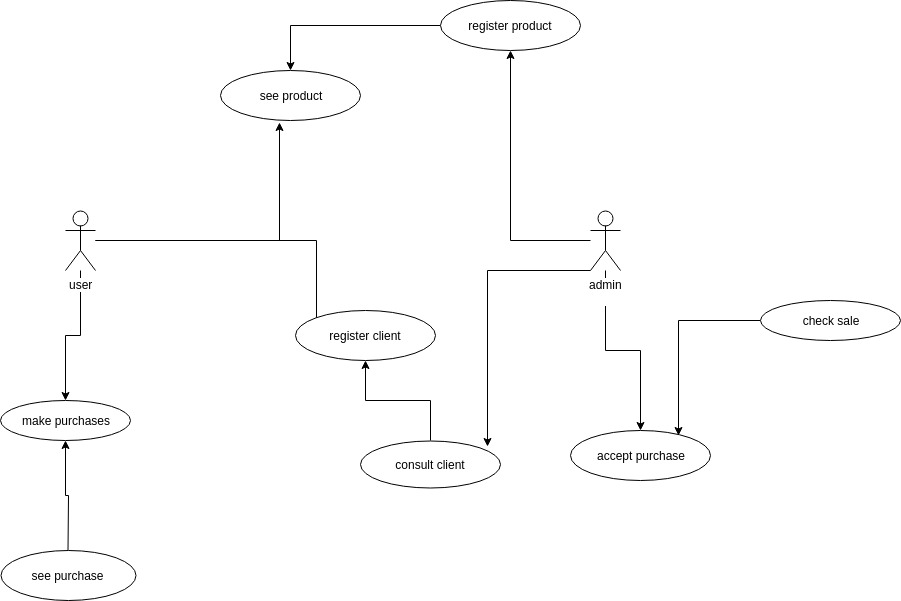 register product
see product
user
admin
check sale
register client
make purchases
accept purchase
consult client
see purchase